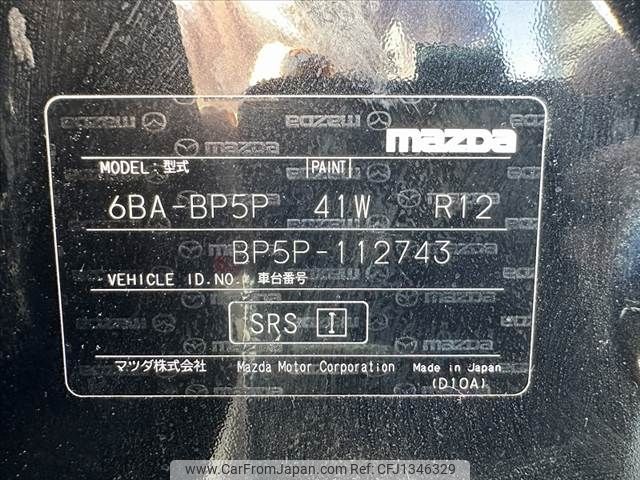 mazda
MODEL・型式 PAINT
6BA-BP5P 41W R12
BP5P-112743
VEHICLE ID.NO. 車台番号
SRS I
マツダ株式会社 Mazda Motor Corporation Made in Japan
(D10A)
www.CarFromJapan.com - CFJ1346329